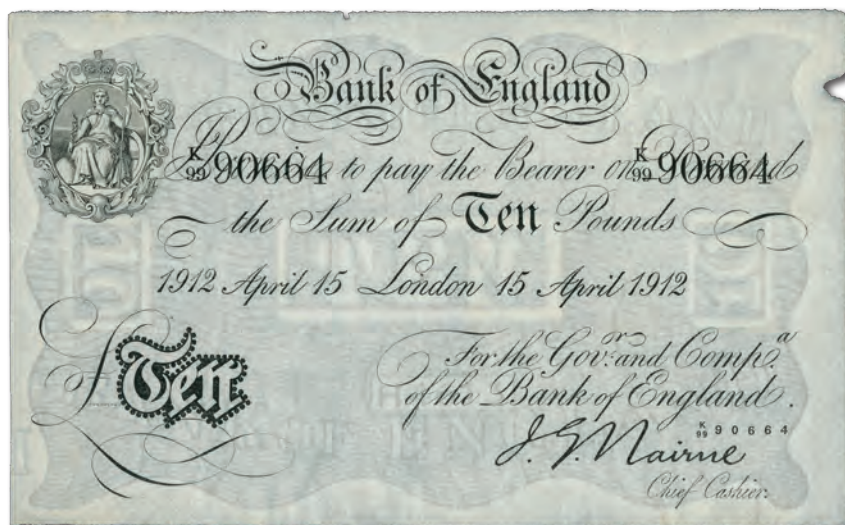 Bank of England
I Promise to pay the Bearer on Demand
K/99 90664 K/99 90664
the Sum of Ten Pounds
1912 April 15 London 15 April 1912
£Ten
For the Govr. and Compa.
of the Bank of England.
K/99 90664
J. G. Nairne
Chief Cashier.